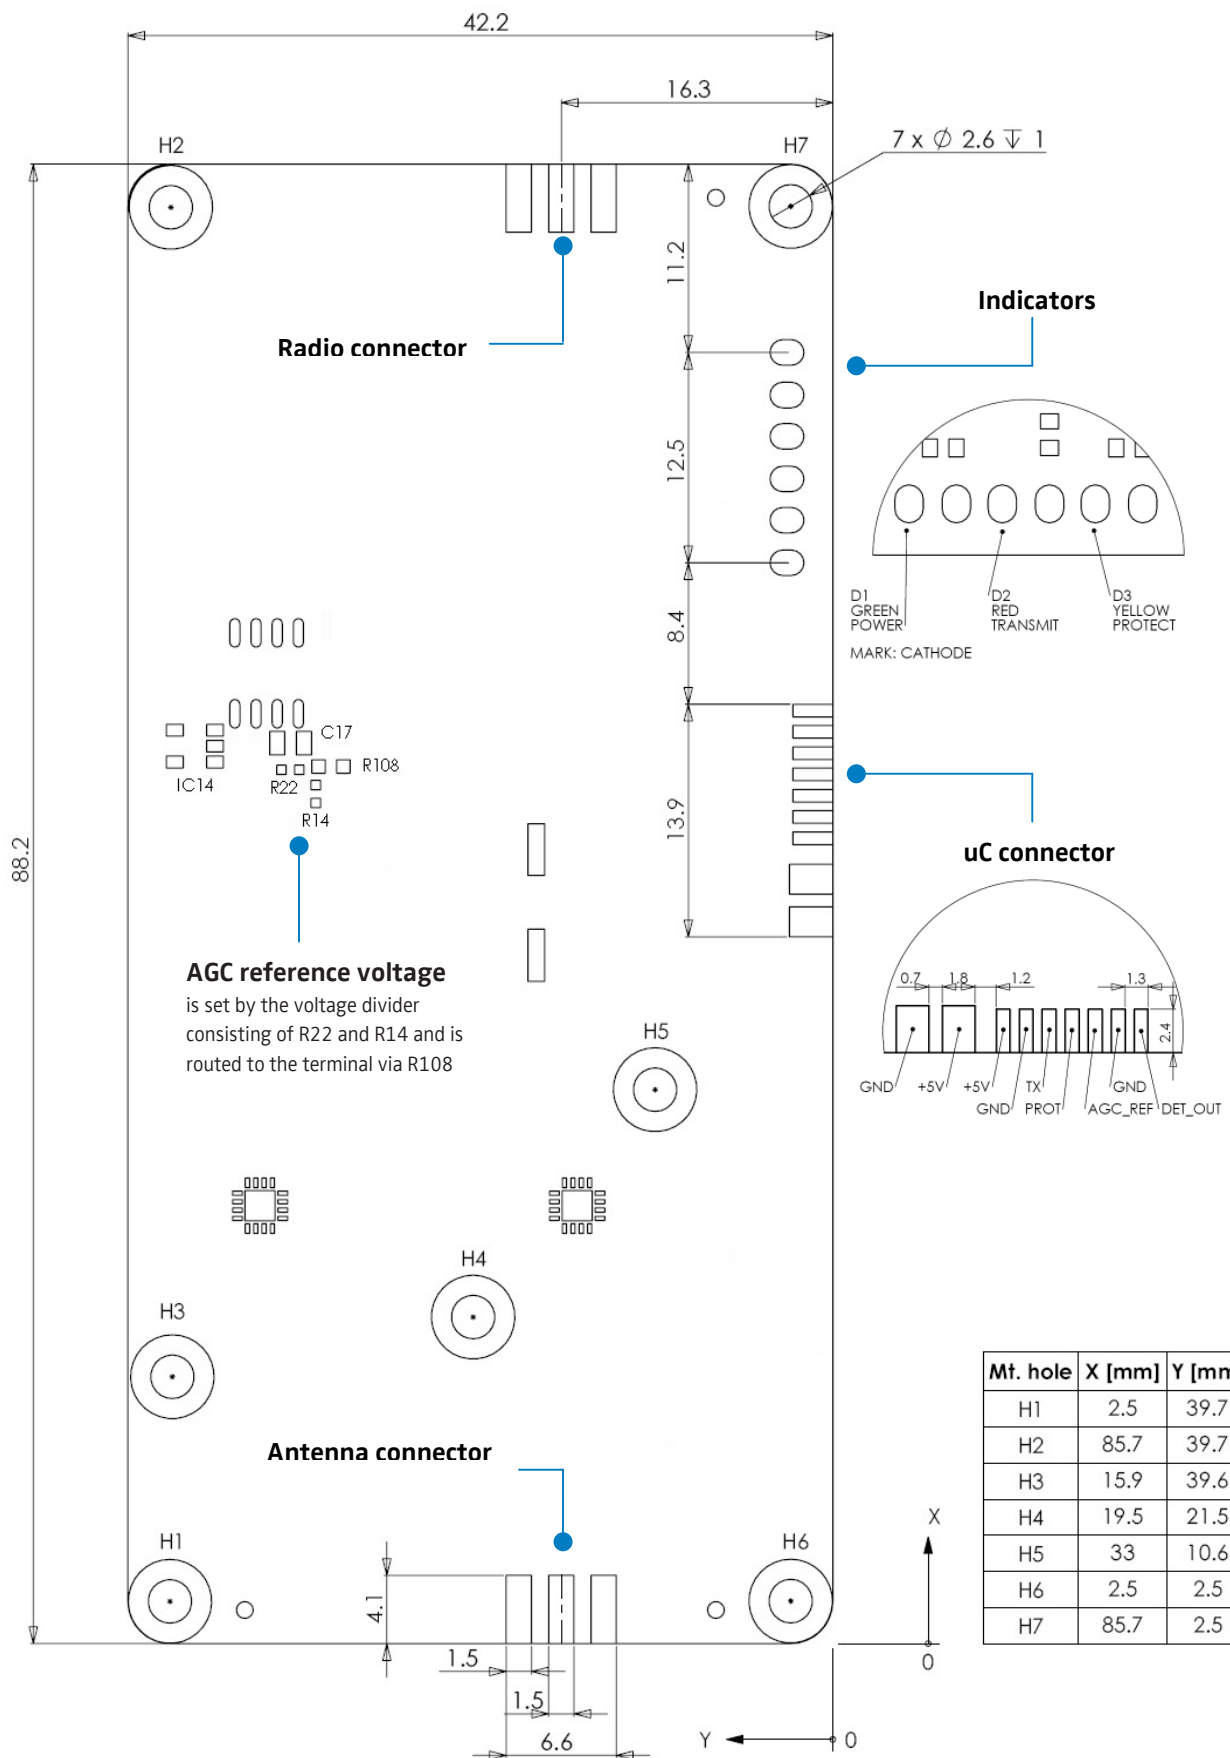 42.2
16.3
H2
H7
7 x ∅ 2.6 ↧ 1
11.2
Indicators
Radio connector
12.5
8.4
D1
GREEN
POWER
D2
RED
TRANSMIT
D3
YELLOW
PROTECT
MARK: CATHODE
C17
IC14
R22
R108
R14
13.9
88.2
uC connector
AGC reference voltage
is set by the voltage divider
consisting of R22 and R14 and is
routed to the terminal via R108
0.7
1.8
1.2
1.3
2.4
GND
+5V
+5V
TX
GND
GND
PROT
AGC_REF
DET_OUT
H5
H4
H3
Antenna connector
H1
H6
4.1
1.5
1.5
6.6
X
0
Y
0
Mt. hole X [mm] Y [mm
H1 2.5 39.7
H2 85.7 39.7
H3 15.9 39.6
H4 19.5 21.5
H5 33 10.6
H6 2.5 2.5
H7 85.7 2.5